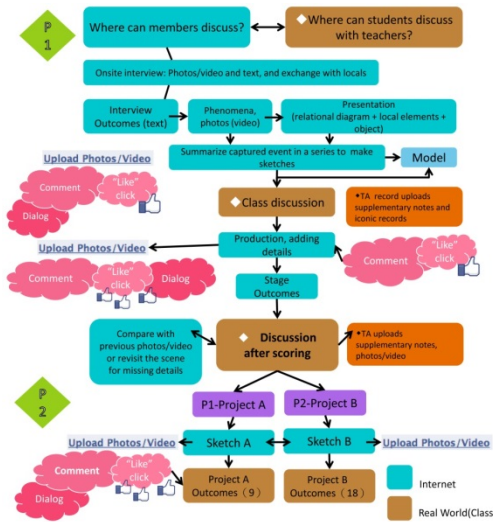 P
1
Where can members discuss?
Where can students discuss
with teachers?
Onsite interview: Photos/video and text, and exchange with locals
Interview
Outcomes (text)
Phenomena,
photos (video)
Presentation
(relational diagram + local elements +
object)
Upload Photos/Video
Summarize captured event in a series to make
sketches
Model
Comment
"Like"
click
Dialog
Class discussion
•TA record uploads
supplementary notes and
iconic records
Upload Photos/Video
Production, adding
details
Comment
"Like"
click
Dialog
Comment
"Like"
click
Stage
Outcomes
Compare with
previous photos/video
or revisit the scene
for missing details
Discussion
after scoring
•TA uploads
supplementary notes,
photos/video
P
2
P1-Project A
P2-Project B
Upload Photos/Video
Sketch A
Sketch B
Upload Photos/Video
Comment
"Like"
click
Dialog
Project A
Outcomes (9)
Project B
Outcomes (18)
Internet
Real World(Class